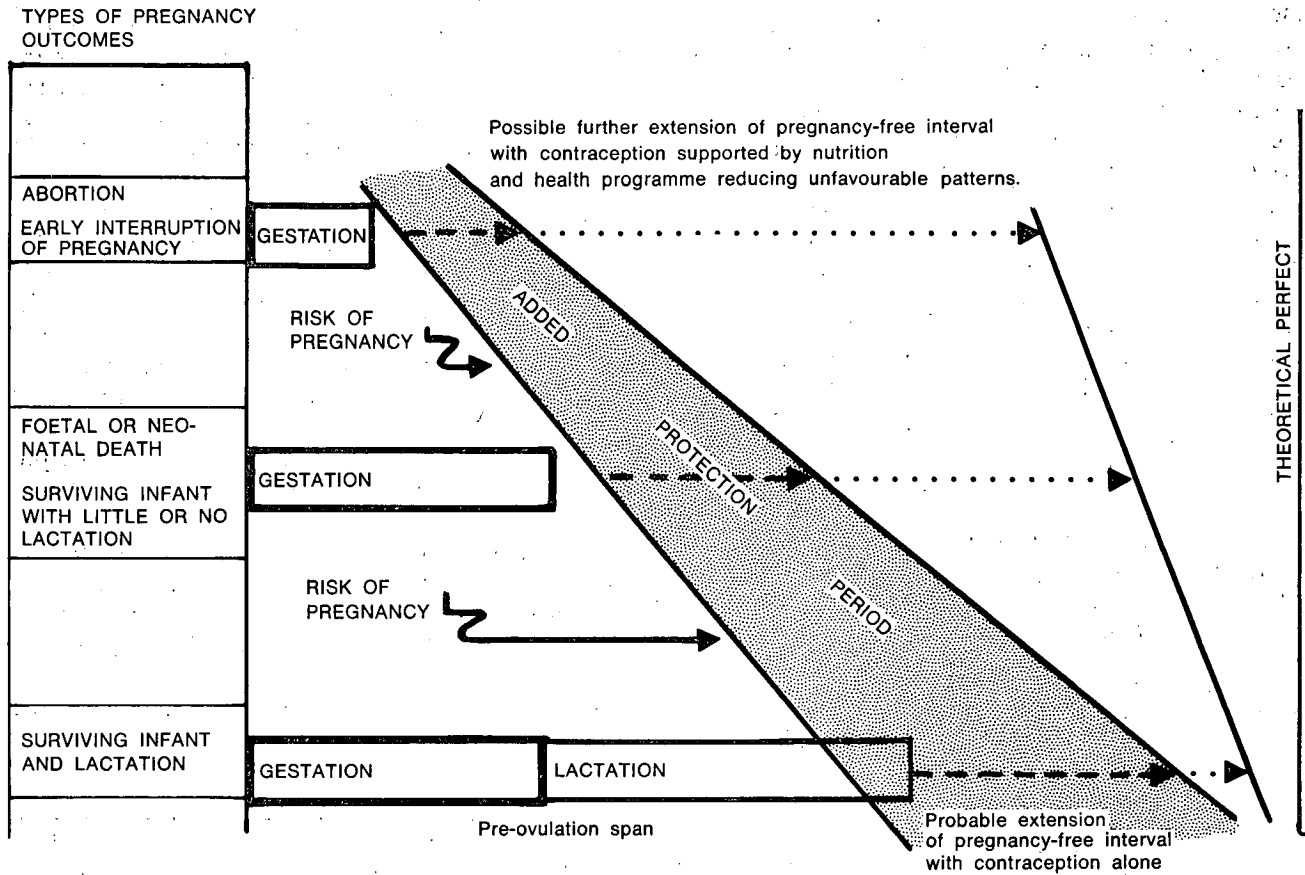 TYPES OF PREGNANCY
OUTCOMES
Possible further extension of pregnancy-free interval
with contraception supported by nutrition
and health programme reducing unfavourable patterns.
ABORTION
EARLY INTERRUPTION
OF PREGNANCY
GESTATION
ADDED
RISK OF
PREGNANCY
THEORETICAL PERFECT
FOETAL OR NEO-
NATAL DEATH
SURVIVING INFANT
WITH LITTLE OR NO
LACTATION
GESTATION
PROTECTION
RISK OF
PREGNANCY
PERIOD
SURVIVING INFANT
AND LACTATION
GESTATION
LACTATION
Pre-ovulation span
Probable extension
of pregnancy-free interval
with contraception alone